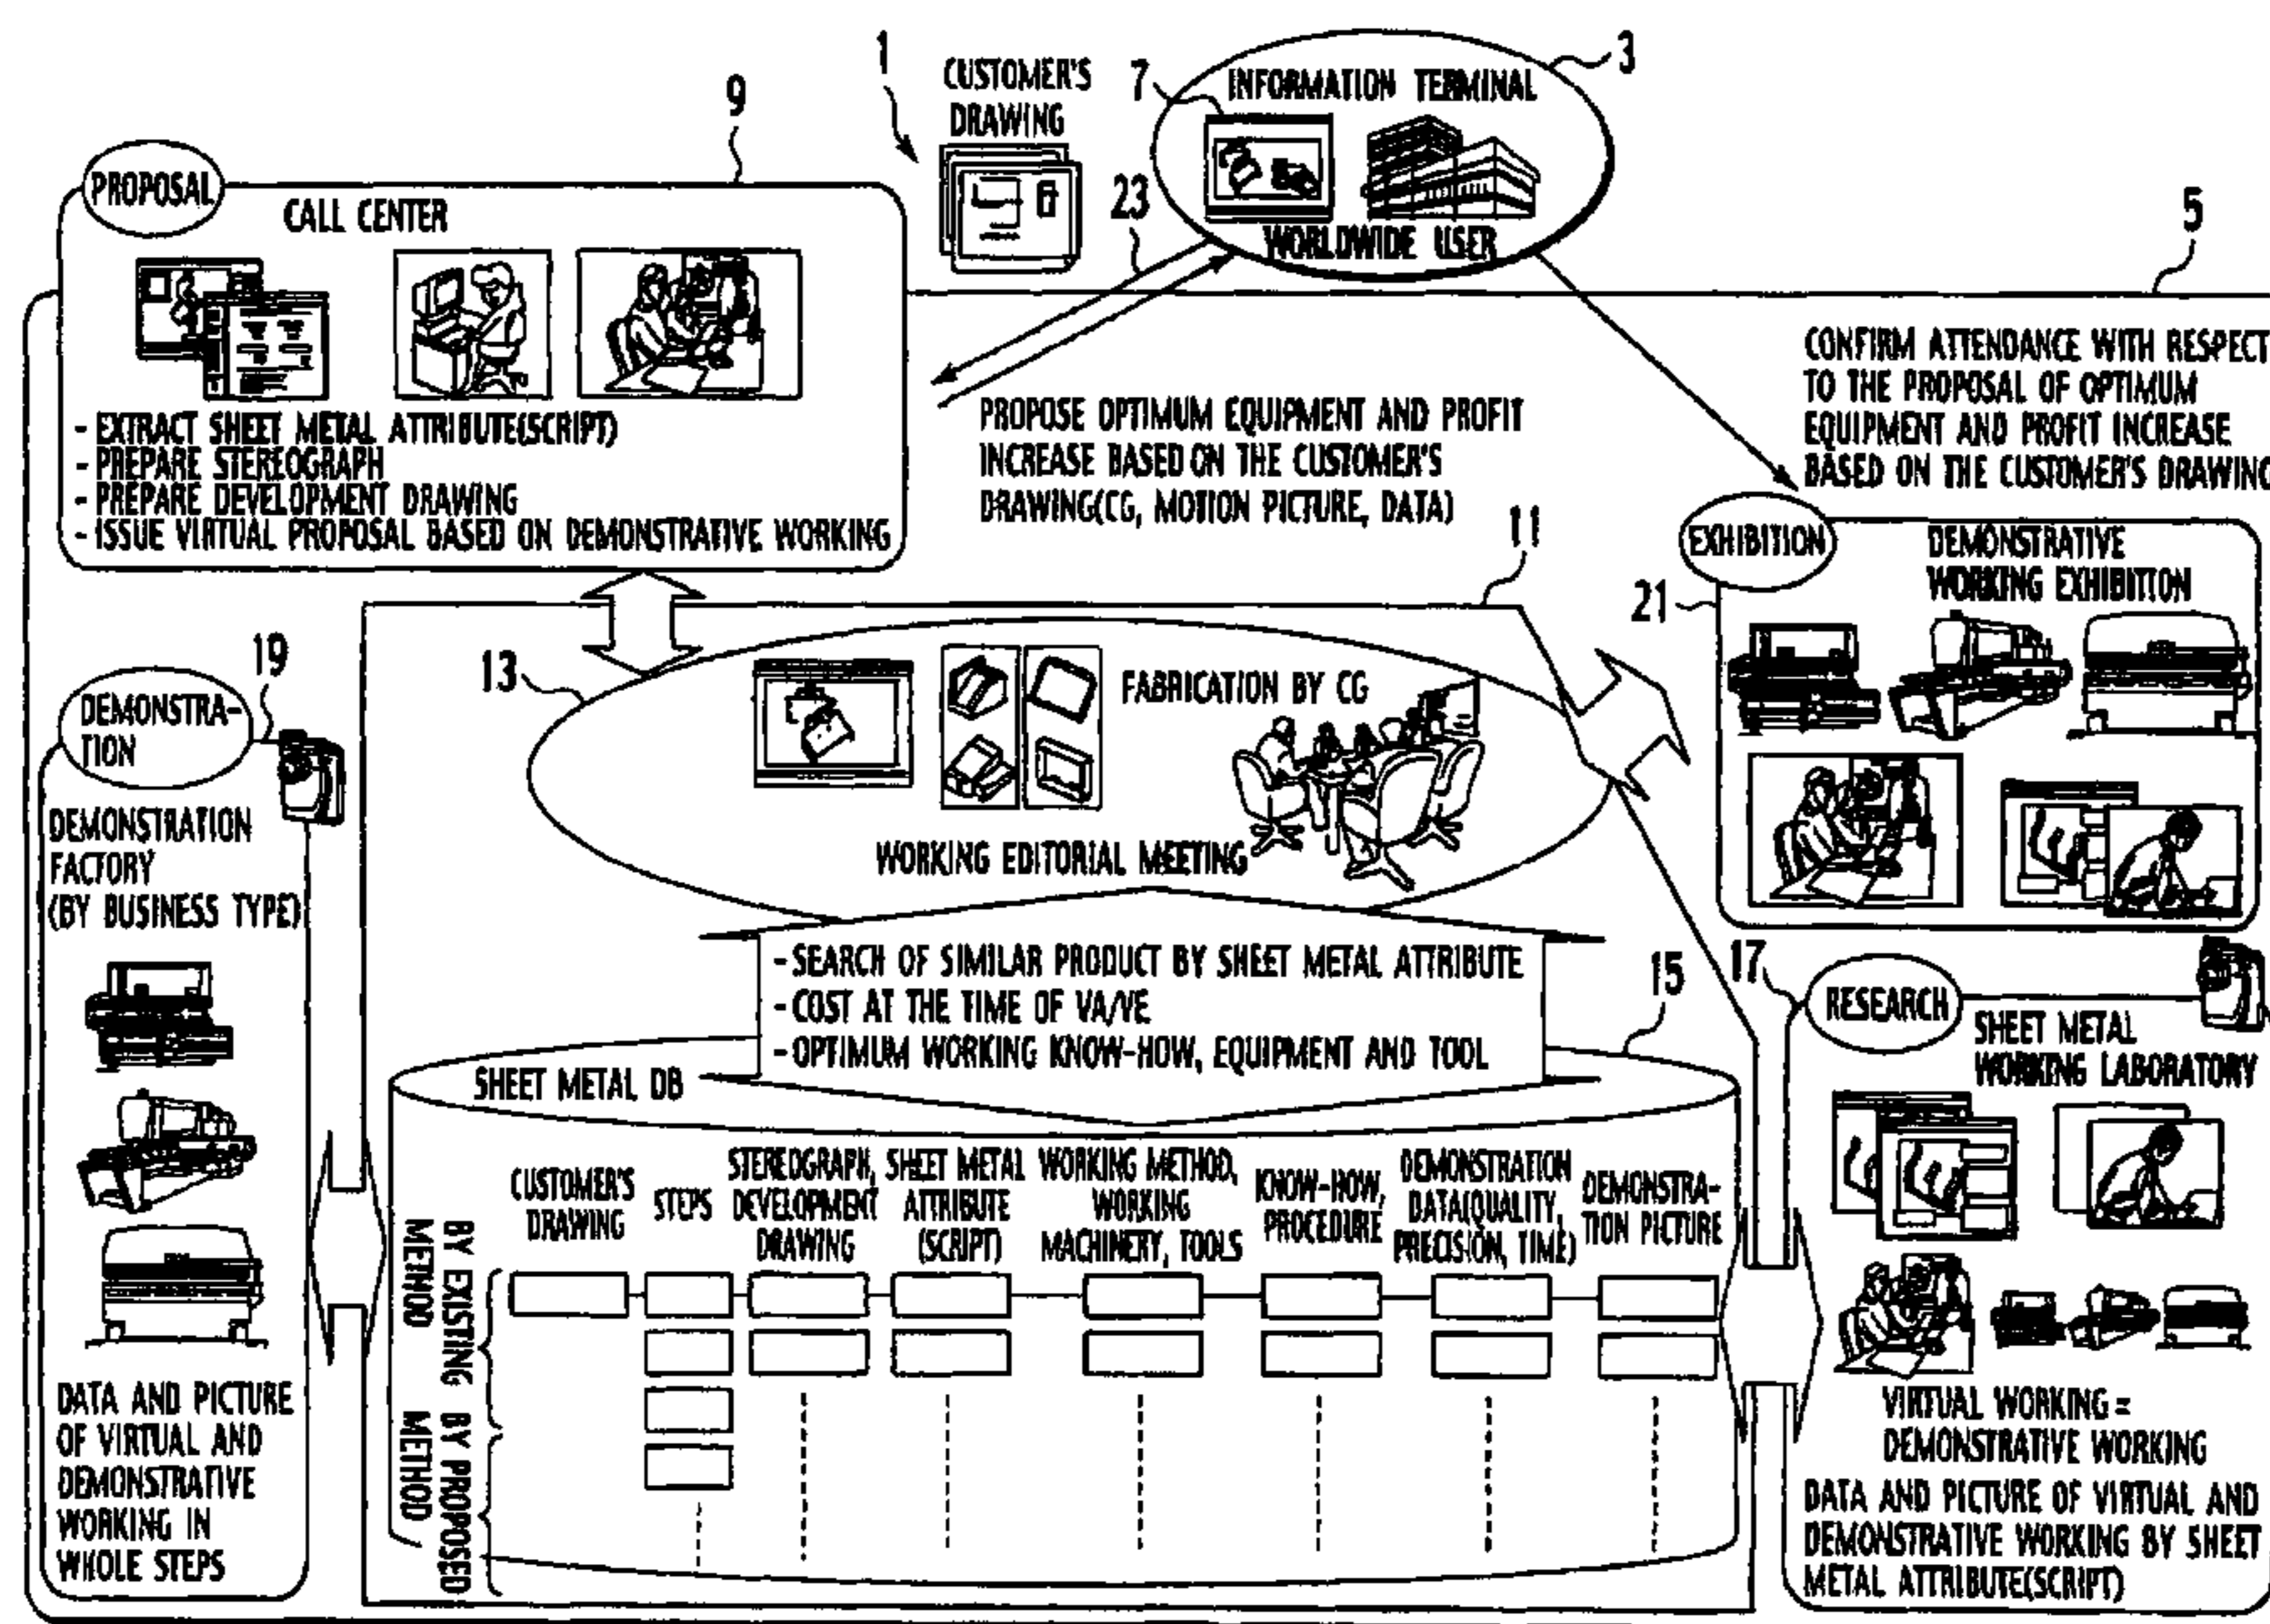 1
CUSTOMER'S
DRAWING
3
7
INFORMATION TERMINAL
WORLDWIDE USER
23
5
9
PROPOSAL
CALL CENTER
- EXTRACT SHEET METAL ATTRIBUTE(SCRIPT)
- PREPARE STEREOGRAPH
- PREPARE DEVELOPMENT DRAWING
- ISSUE VIRTUAL PROPOSAL BASED ON DEMONSTRATIVE WORKING
PROPOSE OPTIMUM EQUIPMENT AND PROFIT
INCREASE BASED ON THE CUSTOMER'S
DRAWING(CG, MOTION PICTURE, DATA)
CONFIRM ATTENDANCE WITH RESPECT
TO THE PROPOSAL OF OPTIMUM
EQUIPMENT AND PROFIT INCREASE
BASED ON THE CUSTOMER'S DRAWING
11
EXHIBITION
DEMONSTRATIVE
WORKING EXHIBITION
21
19
DEMONSTRA-
TION
DEMONSTRATION
FACTORY
(BY BUSINESS TYPE)
DATA AND PICTURE
OF VIRTUAL AND
DEMONSTRATIVE
WORKING IN
WHOLE STEPS
13
FABRICATION BY CG
WORKING EDITORIAL MEETING
- SEARCH OF SIMILAR PRODUCT BY SHEET METAL ATTRIBUTE
- COST AT THE TIME OF VA/VE
- OPTIMUM WORKING KNOW-HOW, EQUIPMENT AND TOOL
15
SHEET METAL DB
CUSTOMER'S
DRAWING
STEPS
STEREOGRAPH,
DEVELOPMENT
DRAWING
SHEET METAL
ATTRIBUTE
(SCRIPT)
WORKING METHOD,
WORKING
MACHINERY, TOOLS
KNOW-HOW,
PROCEDURE
DEMONSTRATION
DATA(QUALITY,
PRECISION, TIME)
DEMONSTRA-
TION PICTURE
BY EXISTING
METHOD
BY PROPOSED
METHOD
17
RESEARCH
SHEET METAL
WORKING LABORATORY
VIRTUAL WORKING =
DEMONSTRATIVE WORKING
DATA AND PICTURE OF VIRTUAL AND
DEMONSTRATIVE WORKING BY SHEET
METAL ATTRIBUTE(SCRIPT)